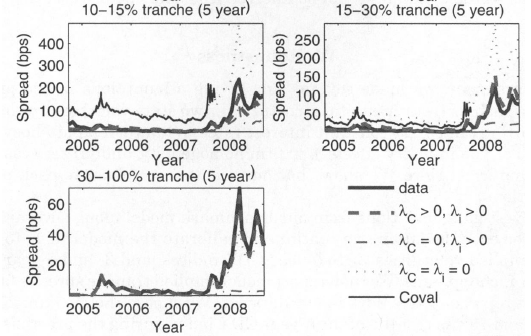 Year Year
10–15% tranche (5 year) 15–30% tranche (5 year)
Spread (bps)
400
300
200
100
2005 2006 2007 2008
Year
Spread (bps)
250
200
150
100
50
2005 2006 2007 2008
Year
30–100% tranche (5 year)
Spread (bps)
60
40
20
2005 2006 2007 2008
Year
data
λC > 0, λi > 0
λC = 0, λi > 0
λC = λi = 0
Coval